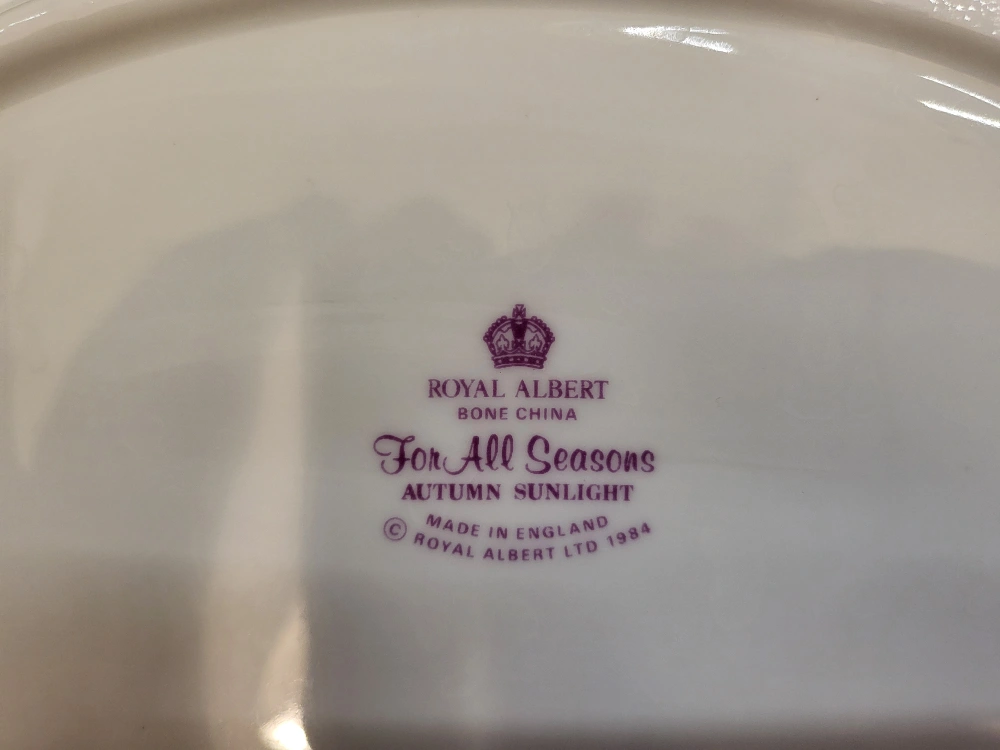 ROYAL ALBERT
BONE CHINA
For All Seasons
AUTUMN SUNLIGHT
MADE IN ENGLAND
© ROYAL ALBERT LTD 1984